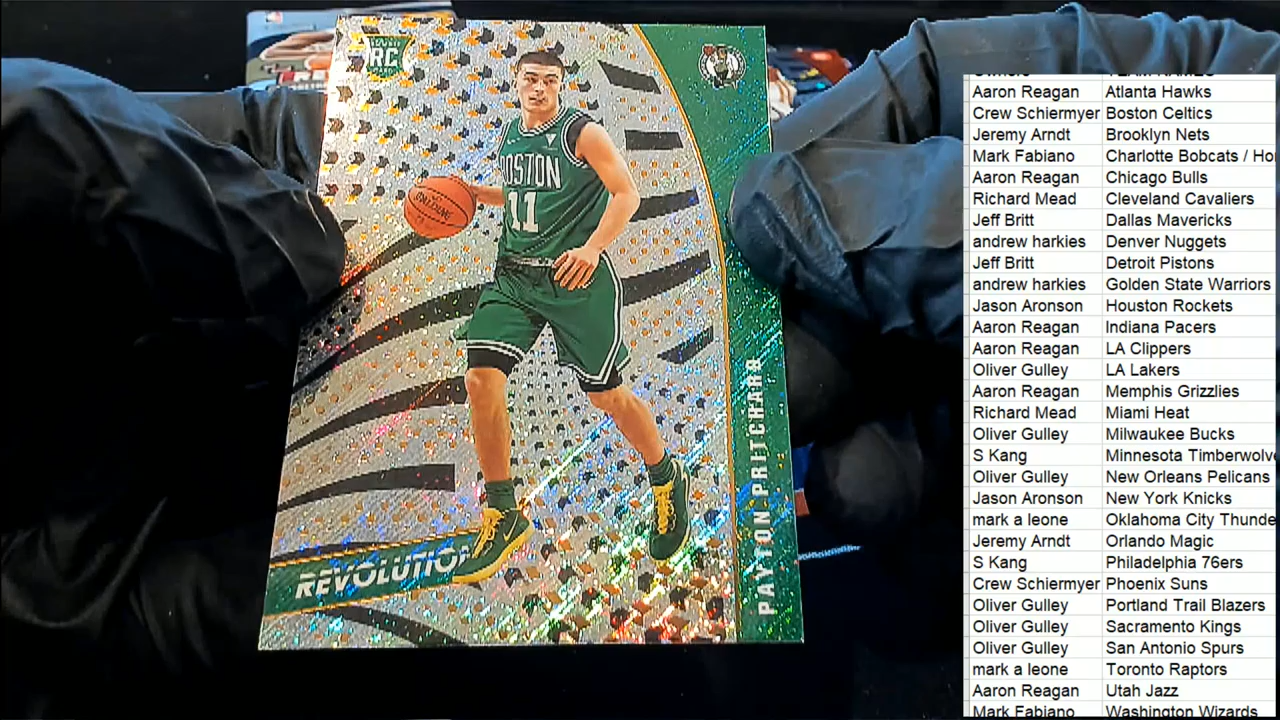 RC
BOSTON
11
SPALDING
REVOLUTION
PAYTON PRITCHARD
Aaron Reagan Atlanta Hawks
Crew Schiermyer Boston Celtics
Jeremy Arndt Brooklyn Nets
Mark Fabiano Charlotte Bobcats / Ho
Aaron Reagan Chicago Bulls
Richard Mead Cleveland Cavaliers
Jeff Britt Dallas Mavericks
andrew harkies Denver Nuggets
Jeff Britt Detroit Pistons
andrew harkies Golden State Warriors
Jason Aronson Houston Rockets
Aaron Reagan Indiana Pacers
Aaron Reagan LA Clippers
Oliver Gulley LA Lakers
Aaron Reagan Memphis Grizzlies
Richard Mead Miami Heat
Oliver Gulley Milwaukee Bucks
S Kang Minnesota Timberwolve
Oliver Gulley New Orleans Pelicans
Jason Aronson New York Knicks
mark a leone Oklahoma City Thunde
Jeremy Arndt Orlando Magic
S Kang Philadelphia 76ers
Crew Schiermyer Phoenix Suns
Oliver Gulley Portland Trail Blazers
Oliver Gulley Sacramento Kings
Oliver Gulley San Antonio Spurs
mark a leone Toronto Raptors
Aaron Reagan Utah Jazz
Mark Fabiano Washington Wizards